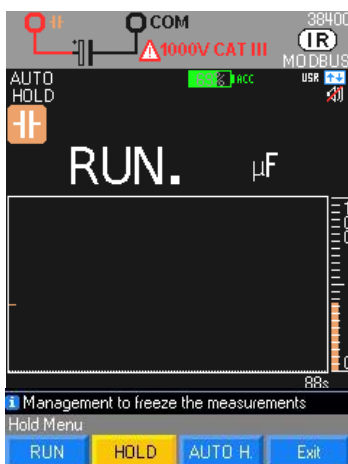 COM
38400
1000V CAT III
IR
MODBUS
AUTO
HOLD
% ACC
USR
RUN.
µF
88s
i Management to freeze the measurements
Hold Menu
RUN HOLD AUTO H. Exit